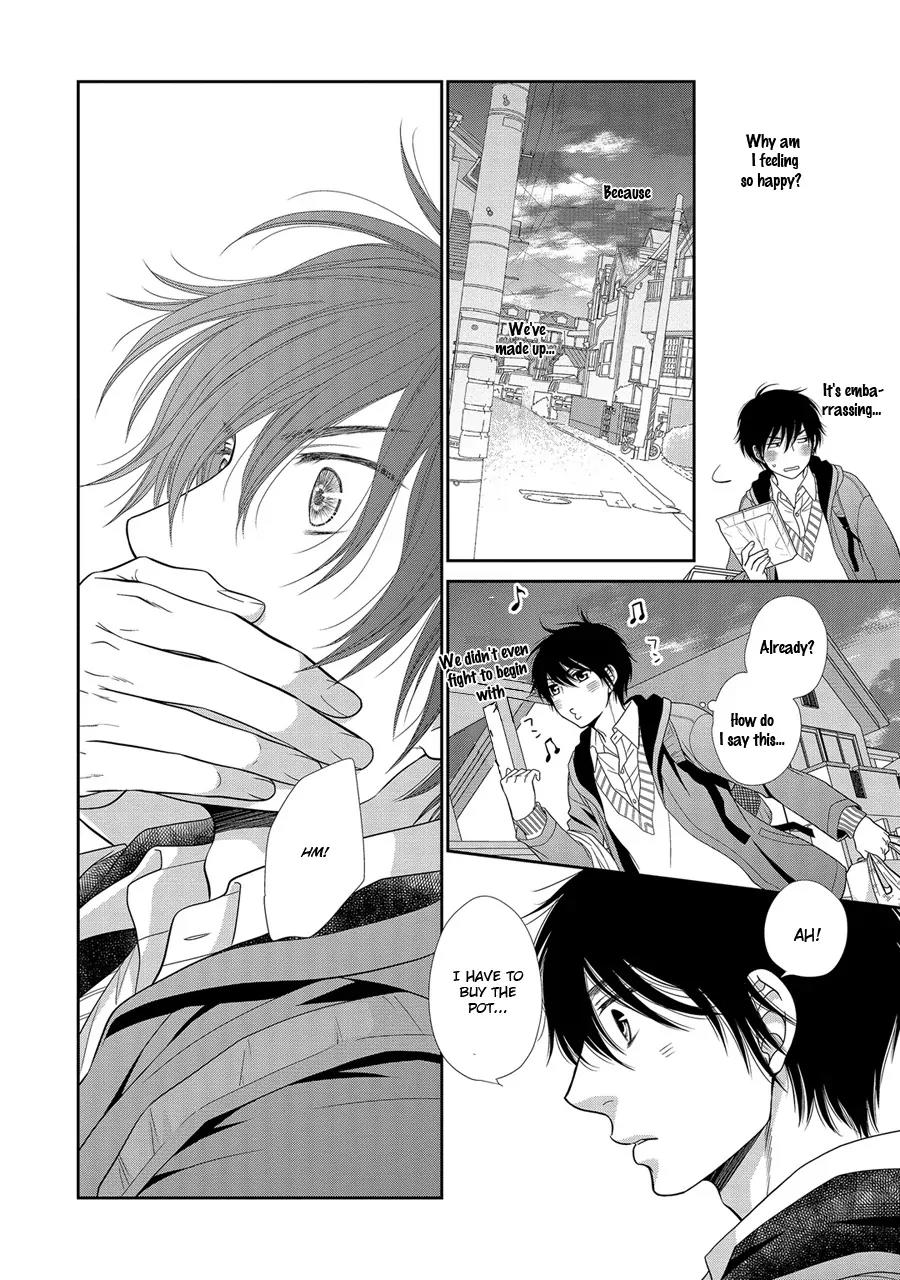 Why am
I feeling
so happy?
Because
We've
made up...
It's emba-
rrassing...
Already?
How do
I say this...
We didn't even
fight to begin
with
AH!
I HAVE TO
BUY THE
POT...
HM!